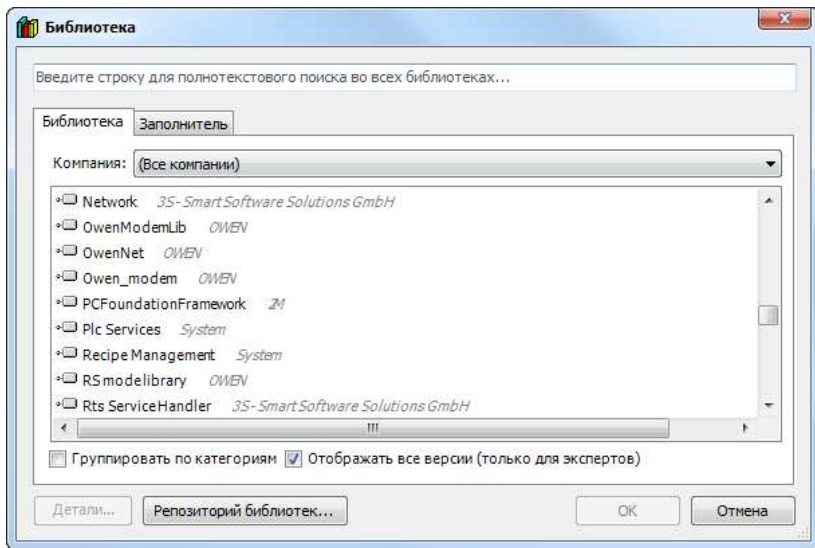 Библиотека
Введите строку для полнотекстового поиска во всех библиотеках...
Библиотека Заполнитель
Компания: (Все компании)
Network 3S-Smart Software Solutions GmbH
OwenModemLib OWEN
OwenNet OWEN
Owen_modem OWEN
PCFoundationFramework 2M
Plc Services System
Recipe Management System
RS modelibrary OWEN
Rts ServiceHandler 3S-Smart Software Solutions GmbH
Группировать по категориям Отображать все версии (только для экспертов)
Детали... Репозиторий библиотек... OK Отмена